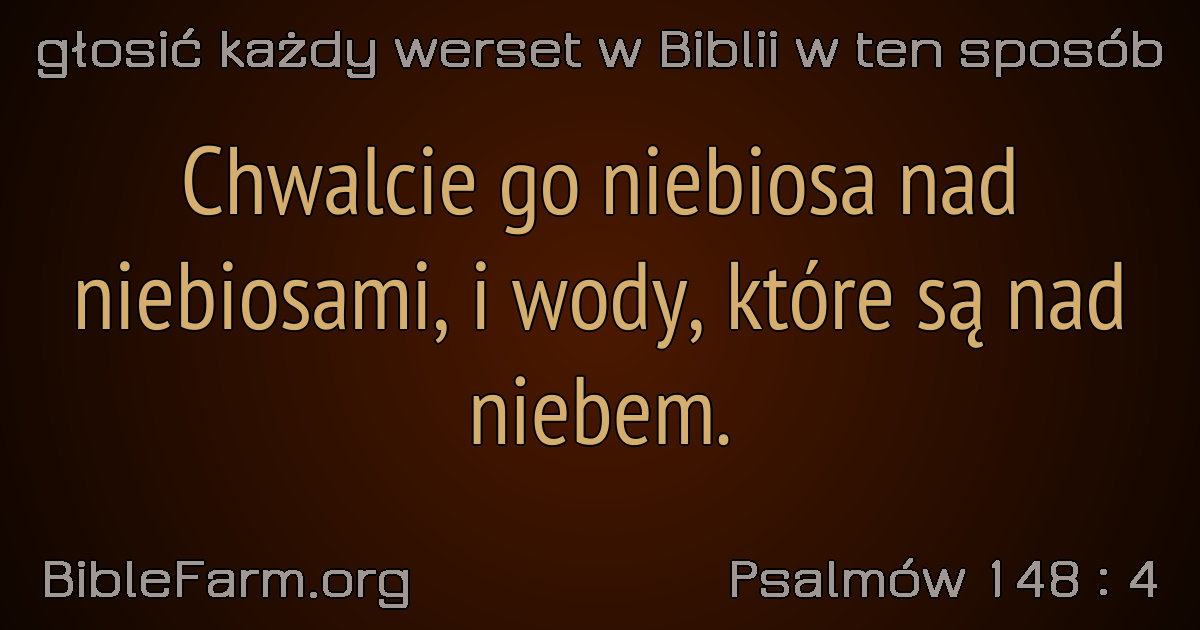 głosić każdy werset w Biblii w ten sposób
Chwalcie go niebiosa nad
niebiosami, i wody, które są nad
niebem.
BibleFarm.org
Psalmów 148 : 4